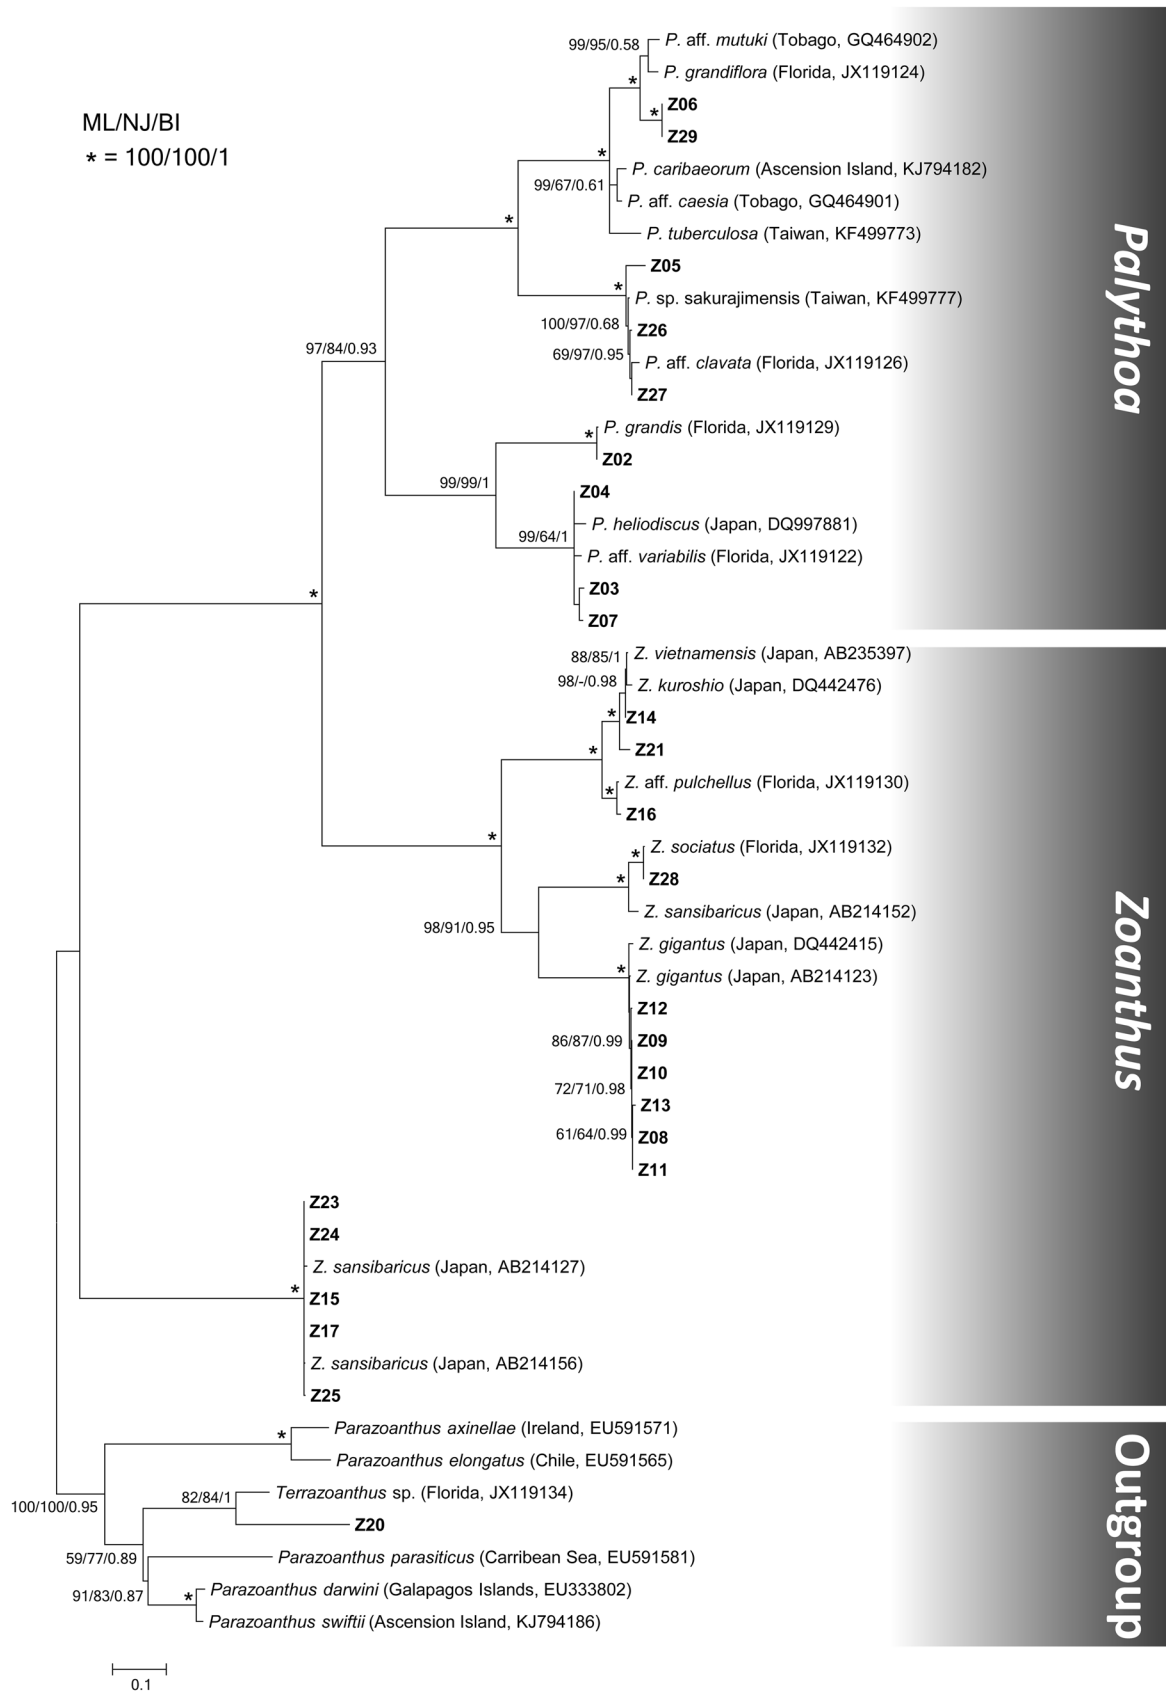 ML/NJ/BI
* = 100/100/1
99/95/0.58
P. aff. mutuki (Tobago, GQ464902)
P. grandiflora (Florida, JX119124)
*
* Z06
Z29
*
P. caribaeorum (Ascension Island, KJ794182)
99/67/0.61
P. aff. caesia (Tobago, GQ464901)
*
P. tuberculosa (Taiwan, KF499773)
Z05
*
P. sp. sakurajimensis (Taiwan, KF499777)
100/97/0.68
Z26
69/97/0.95
P. aff. clavata (Florida, JX119126)
Z27
97/84/0.93
P. grandis (Florida, JX119129)
*
Z02
99/99/1
Z04
P. heliodiscus (Japan, DQ997881)
99/64/1
P. aff. variabilis (Florida, JX119122)
Z03
*
Z07
Palythoa
Z. vietnamensis (Japan, AB235397)
88/85/1
98/-/0.98
Z. kuroshio (Japan, DQ442476)
* Z14
*
Z21
Z. aff. pulchellus (Florida, JX119130)
*
Z16
*
Z. sociatus (Florida, JX119132)
*
* Z28
Z. sansibaricus (Japan, AB214152)
98/91/0.95
Z. gigantus (Japan, DQ442415)
* Z. gigantus (Japan, AB214123)
Z12
86/87/0.99 Z09
Z10
72/71/0.98
Z13
61/64/0.99 Z08
Z11
Z23
Z24
Z. sansibaricus (Japan, AB214127)
* Z15
Z17
Z. sansibaricus (Japan, AB214156)
Z25
Zoanthus
Parazoanthus axinellae (Ireland, EU591571)
*
Parazoanthus elongatus (Chile, EU591565)
Terrazoanthus sp. (Florida, JX119134)
82/84/1
100/100/0.95
Z20
59/77/0.89
Parazoanthus parasiticus (Carribean Sea, EU591581)
Parazoanthus darwini (Galapagos Islands, EU333802)
91/83/0.87 *
Parazoanthus swiftii (Ascension Island, KJ794186)
Outgroup
0.1